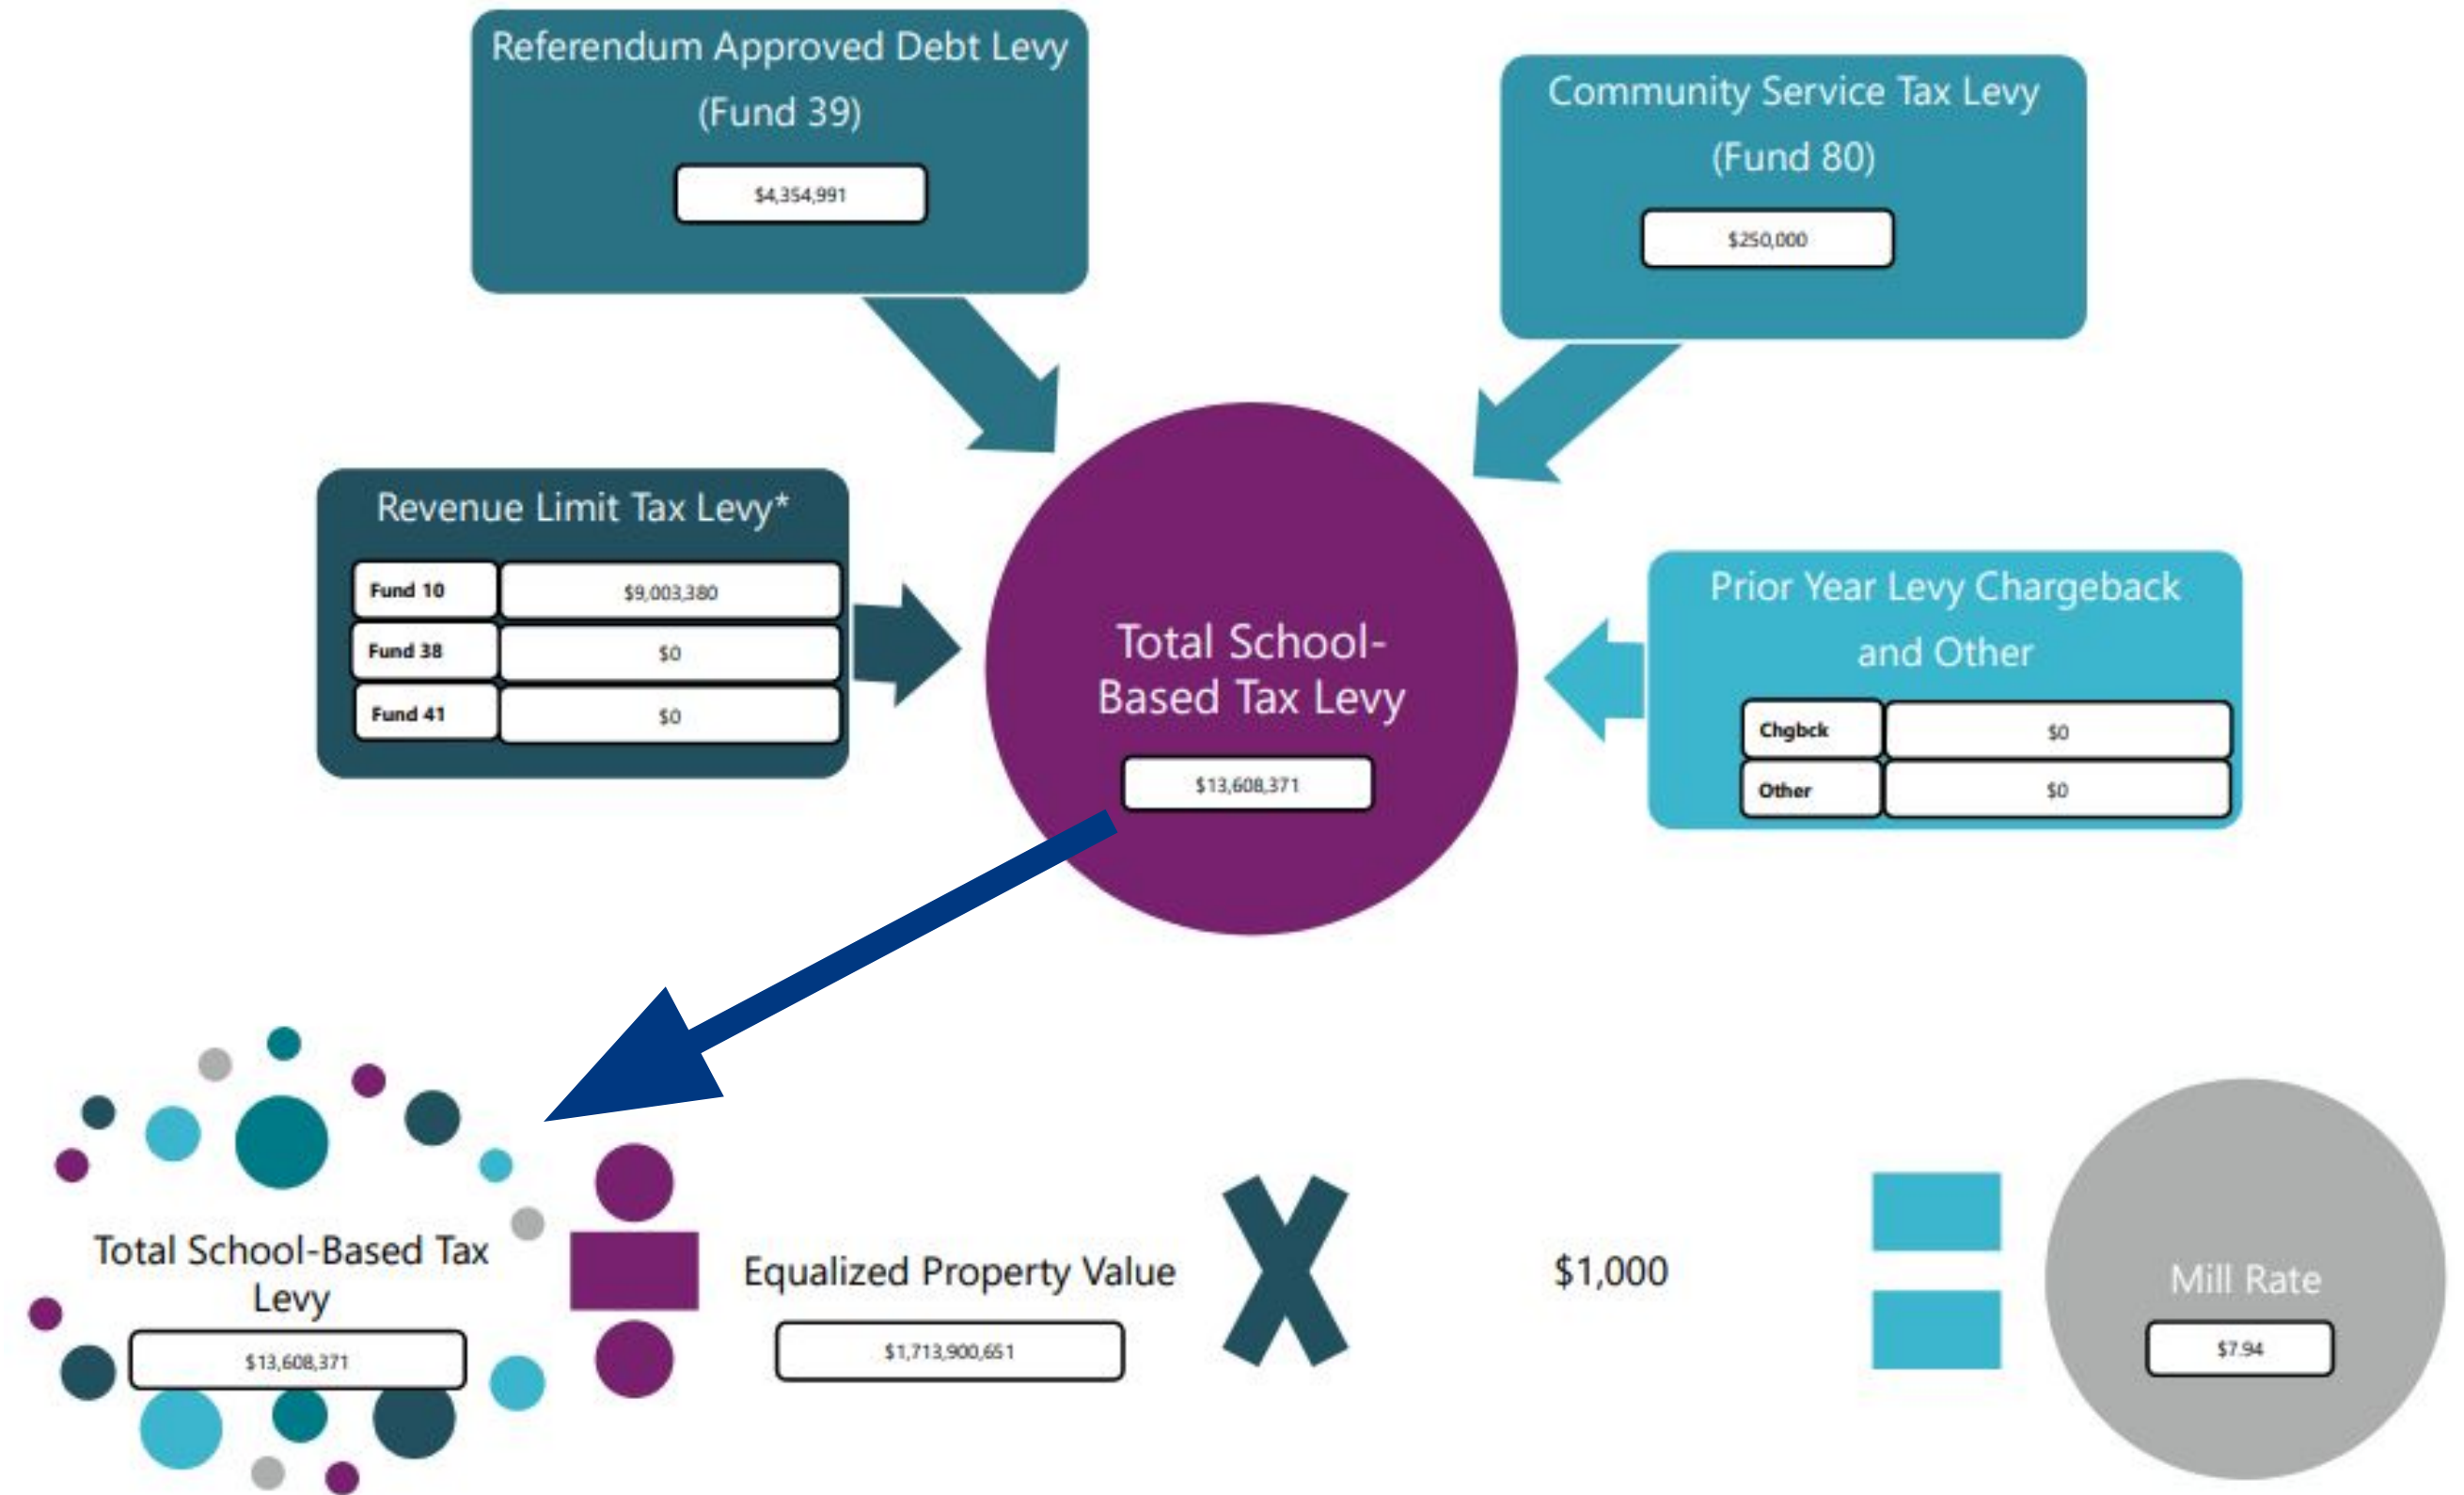 Referendum Approved Debt Levy
(Fund 39)
$4,354,991
Community Service Tax Levy
(Fund 80)
$250,000
Revenue Limit Tax Levy*
Fund 10 $9,003,380
Fund 38 $0
Fund 41 $0
Total School-
Based Tax Levy
$13,608,371
Prior Year Levy Chargeback
and Other
Chgbck $0
Other $0
Total School-Based Tax
Levy
$13,608,371
Equalized Property Value
$1,713,900,651
X
$1,000
Mill Rate
$7.94